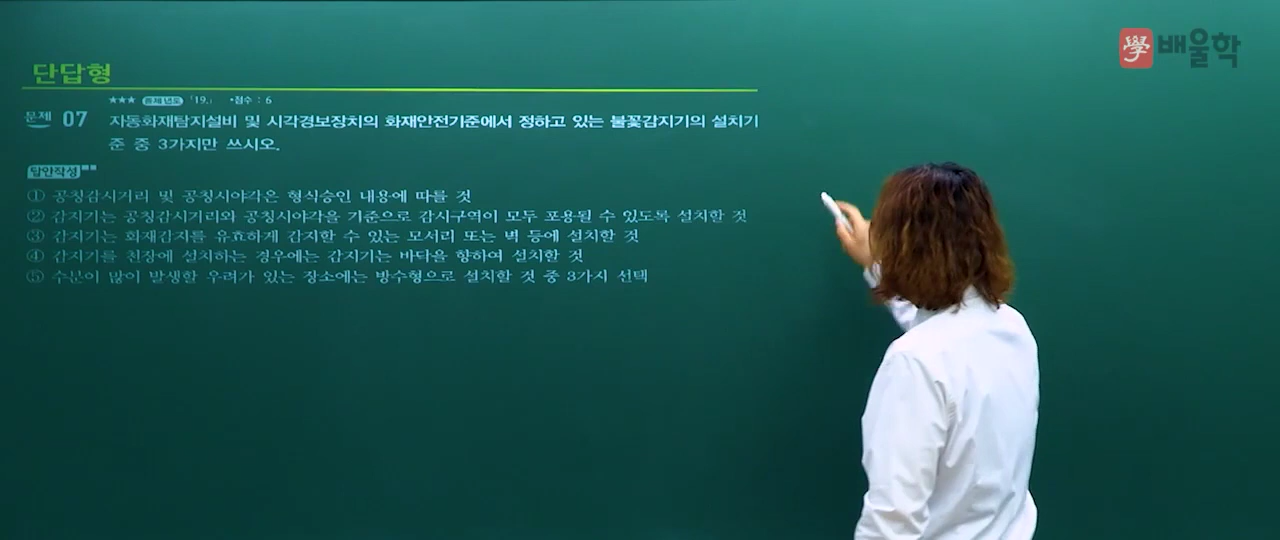 學 배울학
단답형
★★★ 출제년도 「19.」 •점수 : 6
문제 07 자동화재탐지설비 및 시각경보장치의 화재안전기준에서 정하고 있는 불꽃감지기의 설치기
준 중 3가지만 쓰시오.
답안작성
① 공칭감시거리 및 공칭시야각은 형식승인 내용에 따를 것
② 감지기는 공칭감시거리와 공칭시야각을 기준으로 감시구역이 모두 포용될 수 있도록 설치할 것
③ 감지기는 화재감지를 유효하게 감지할 수 있는 모서리 또는 벽 등에 설치할 것
④ 감지기를 천장에 설치하는 경우에는 감지기는 바닥을 향하여 설치할 것
⑤ 수분이 많이 발생할 우려가 있는 장소에는 방수형으로 설치할 것 중 3가지 선택